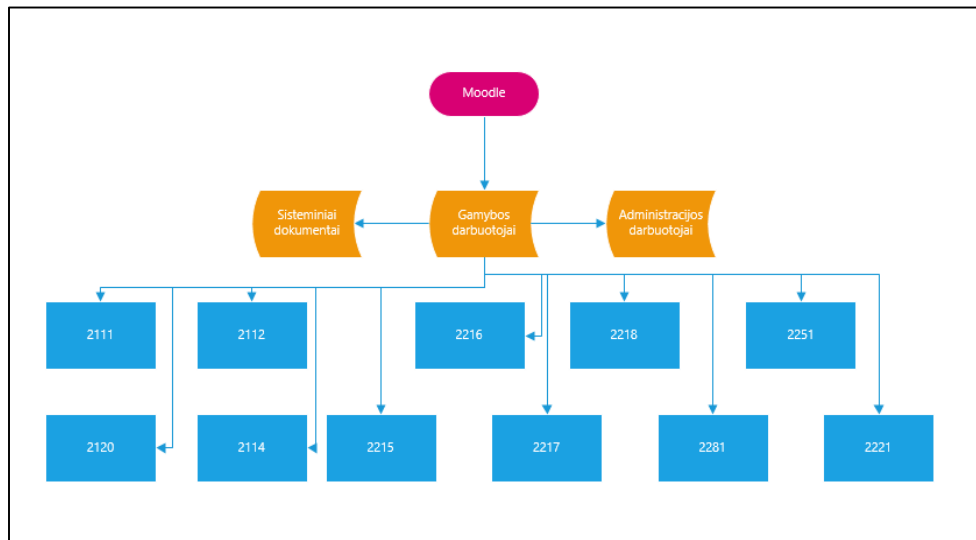 Moodle
Sisteminiai
dokumentai
Gamybos
darbuotojai
Administracijos
darbuotojai
2111
2112
2216
2218
2251
2120
2114
2215
2217
2281
2221